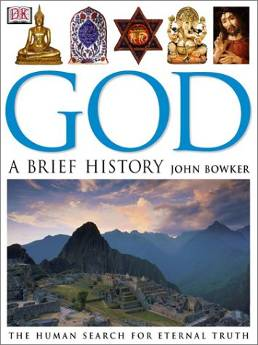 DK
GOD
A BRIEF HISTORY JOHN BOWKER
THE HUMAN SEARCH FOR ETERNAL TRUTH